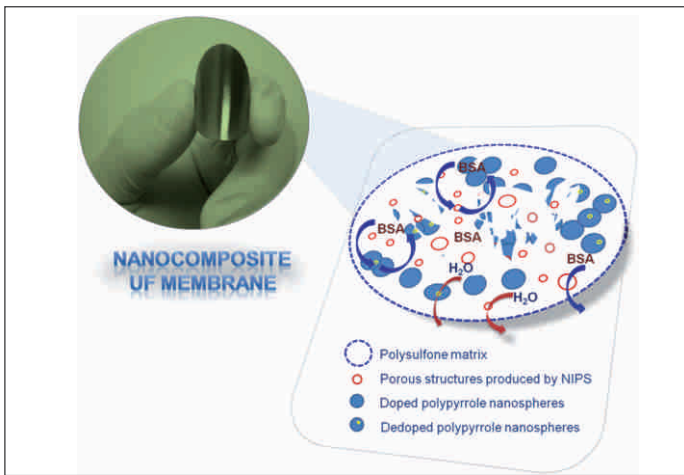 BSA
BSA
BSA
BSA
H₂O
H₂O
NANOCOMPOSITE
UF MEMBRANE
Polysulfone matrix
Porous structures produced by NIPS
Doped polypyrrole nanospheres
Dedoped polypyrrole nanospheres